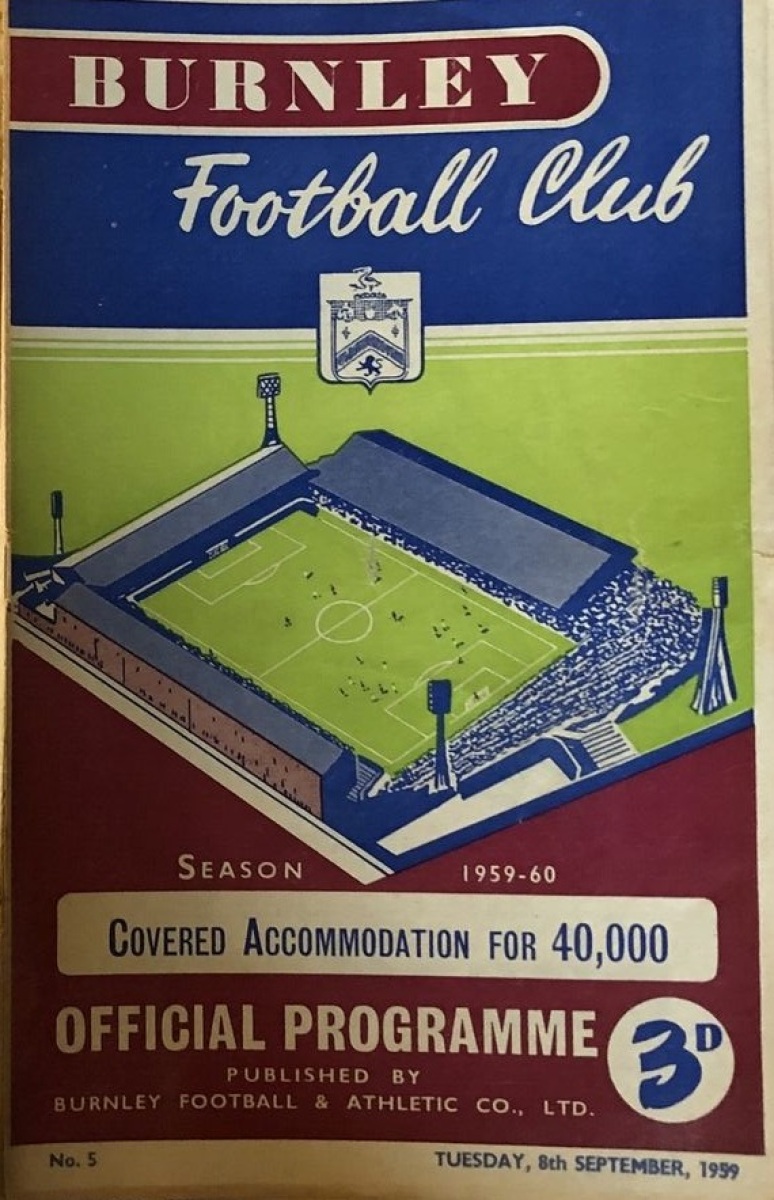 BURNLEY
Football Club
SEASON 1959-60
COVERED ACCOMMODATION FOR 40,000
OFFICIAL PROGRAMME 3D
PUBLISHED BY
BURNLEY FOOTBALL & ATHLETIC CO., LTD.
No. 5 TUESDAY, 8th SEPTEMBER, 1959